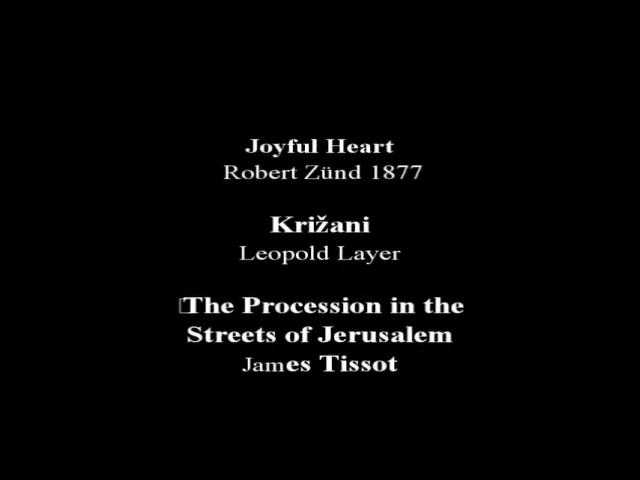 Joyful Heart
Robert Zünd 1877
Križani
Leopold Layer
The Procession in the
Streets of Jerusalem
James Tissot